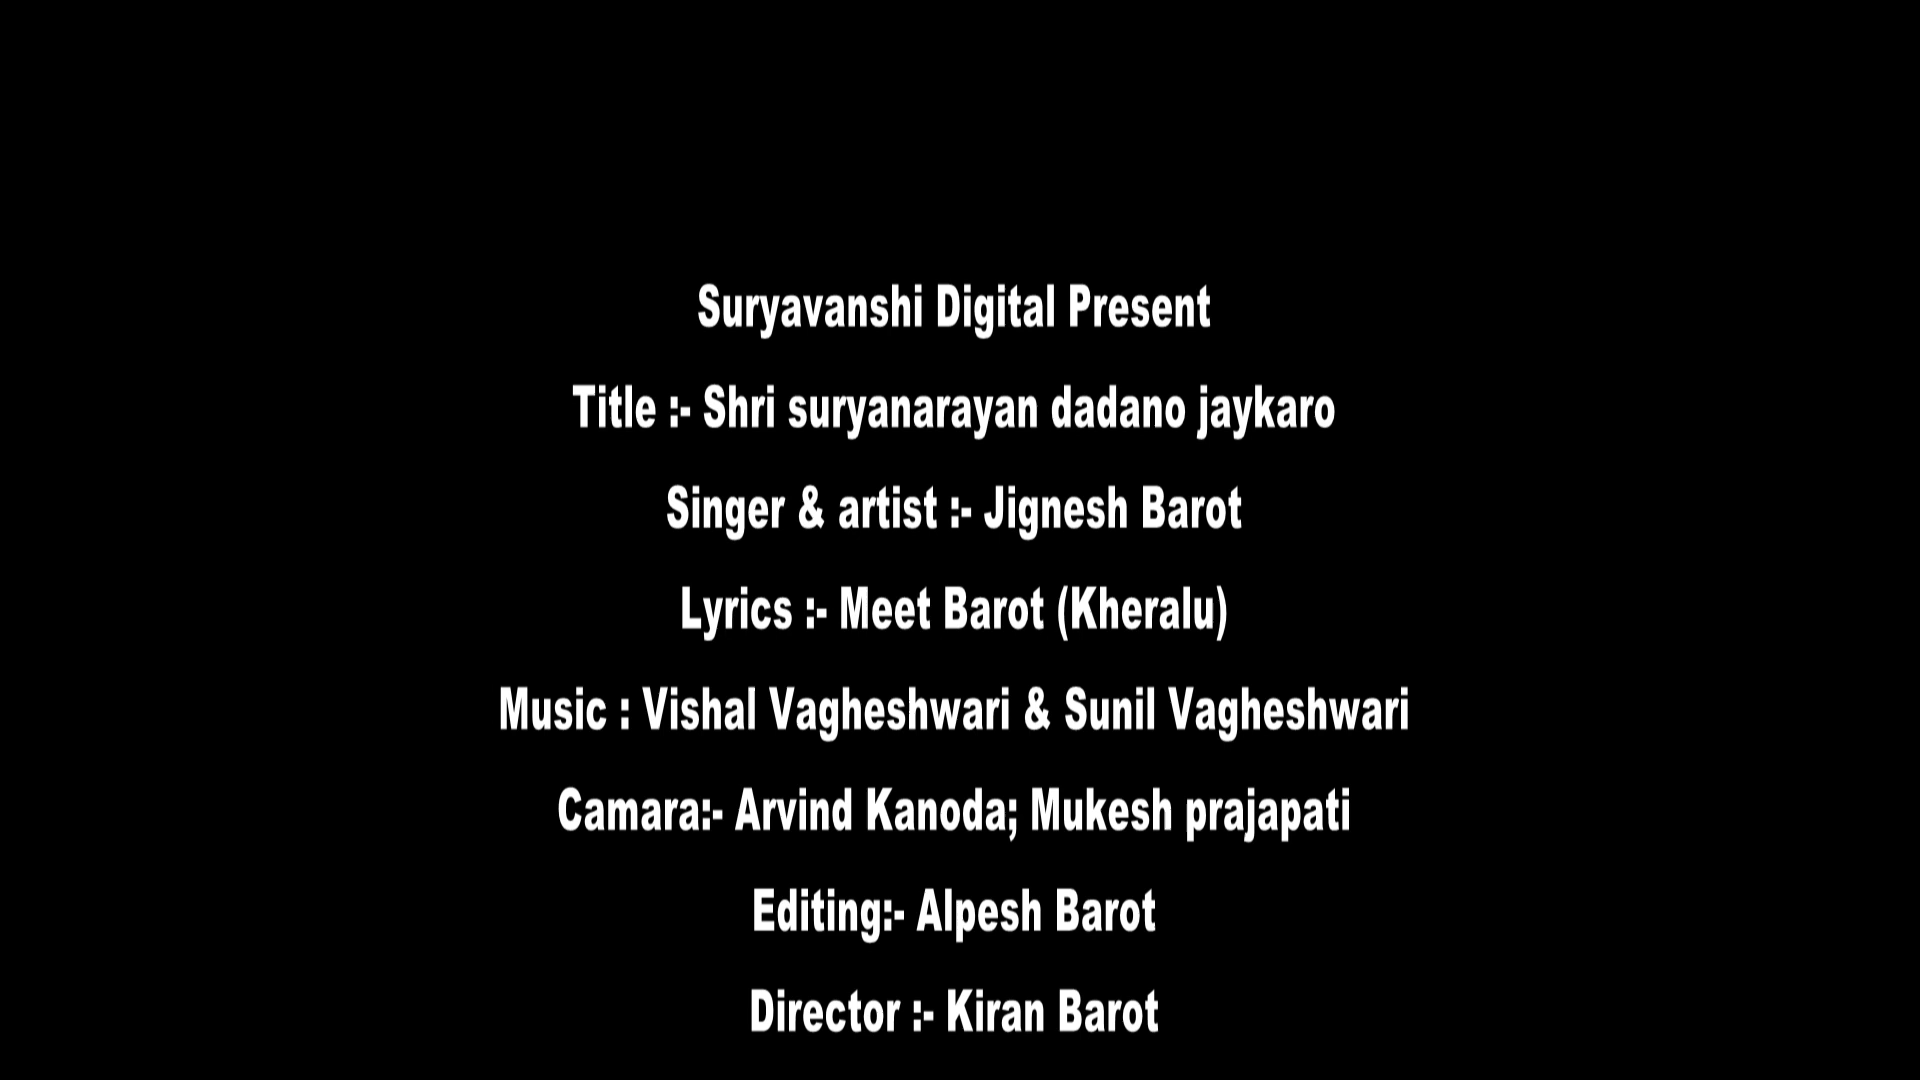 Suryavanshi Digital Present
Title :- Shri suryanarayan dadano jaykaro
Singer & artist :- Jignesh Barot
Lyrics :- Meet Barot (Kheralu)
Music : Vishal Vagheshwari & Sunil Vagheshwari
Camara:- Arvind Kanoda; Mukesh prajapati
Editing:- Alpesh Barot
Director :- Kiran Barot